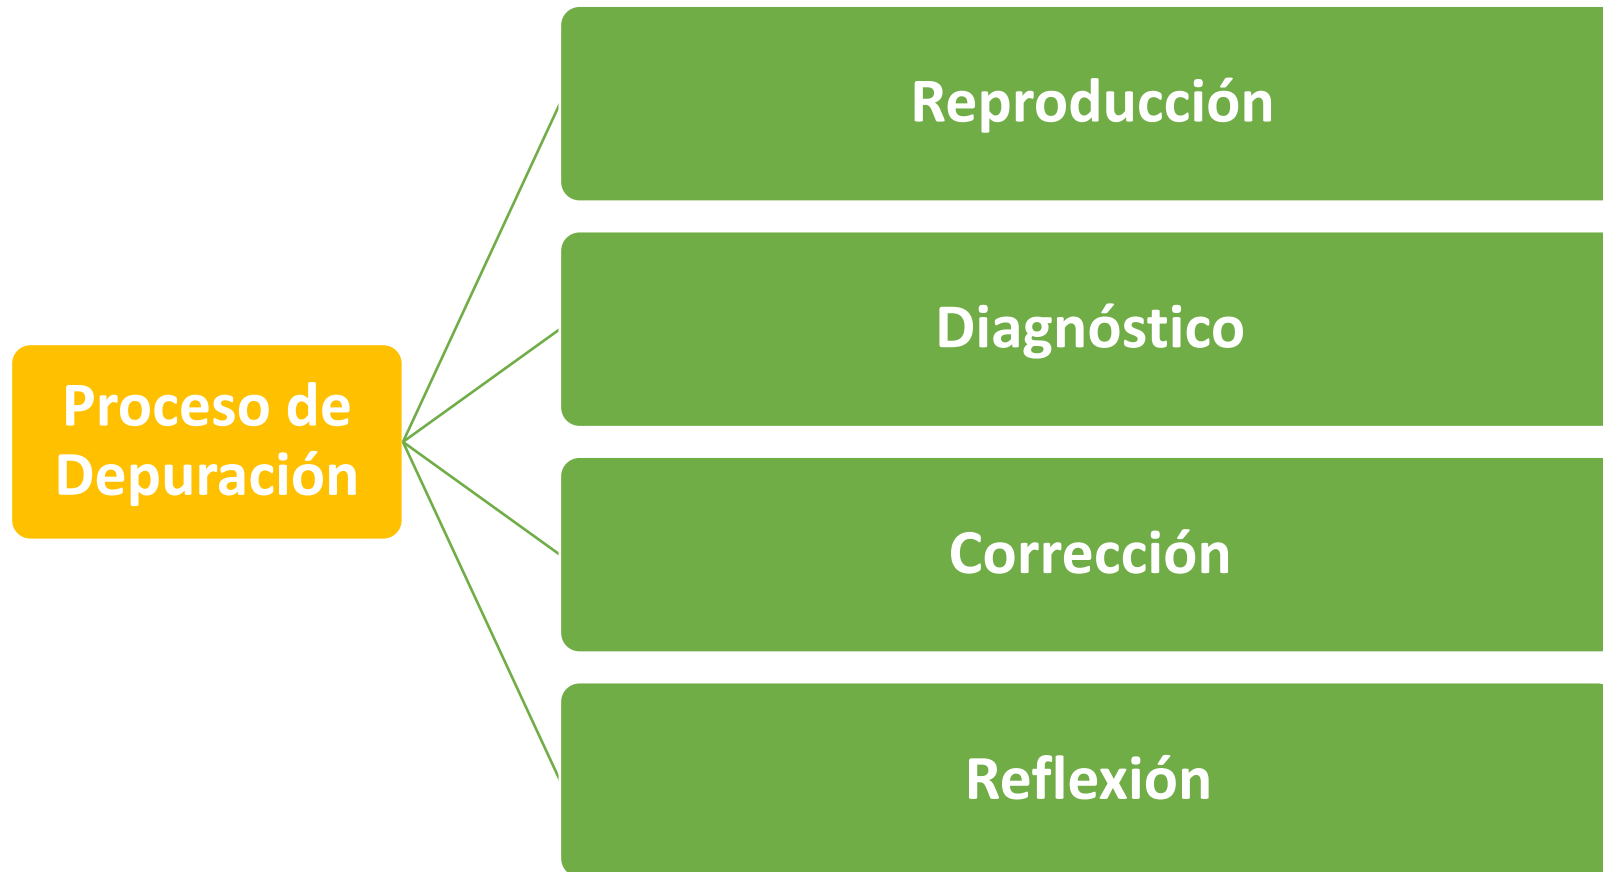 Reproducción
Diagnóstico
Proceso de
Depuración
Corrección
Reflexión